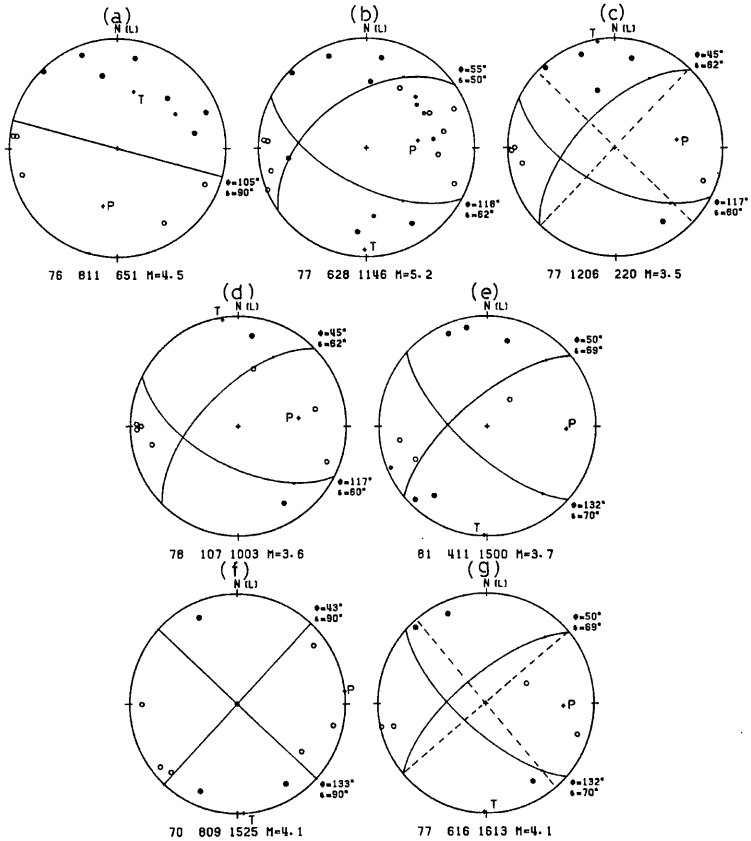 (a)
N (L)
T
P
Φ=105°
δ=90°
76 811 651 M=4.5
(b)
N (L)
Φ=55°
δ=50°
P
T
Φ=118°
δ=62°
77 628 1146 M=5.2
(c)
N (L)
T
Φ=45°
δ=62°
P
Φ=117°
δ=60°
77 1206 220 M=3.5
(d)
N (L)
T
Φ=45°
δ=62°
P
Φ=117°
δ=60°
78 107 1003 M=3.6
(e)
N (L)
Φ=50°
δ=69°
P
T
Φ=132°
δ=70°
81 411 1500 M=3.7
(f)
N (L)
Φ=43°
δ=90°
P
T
Φ=133°
δ=90°
70 809 1525 M=4.1
(g)
N (L)
Φ=50°
δ=69°
P
T
Φ=132°
δ=70°
77 616 1613 M=4.1